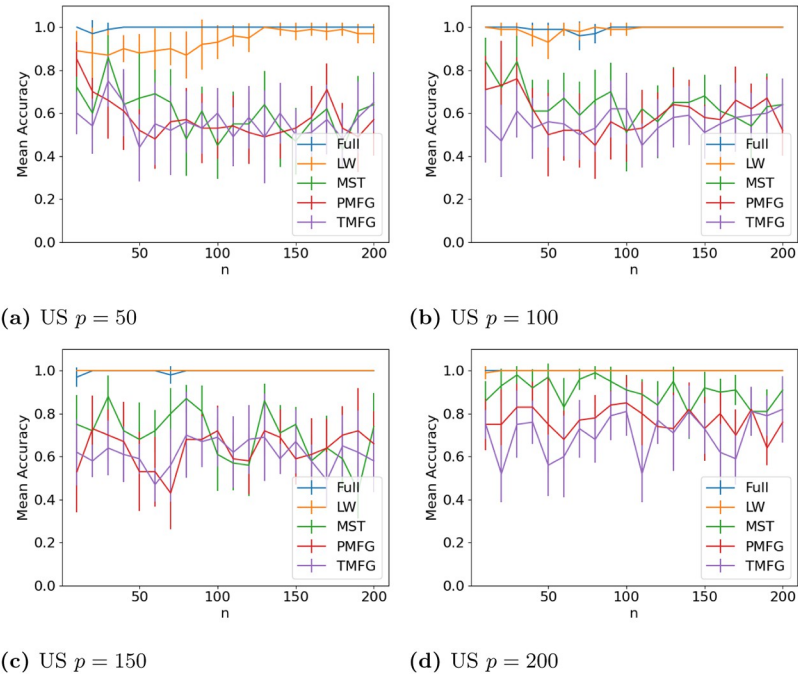 Mean Accuracy
1.0
0.8
0.6
0.4
0.2
0.0
50 100 150 200
n
Full
LW
MST
PMFG
TMFG
(a) US p = 50
Mean Accuracy
1.0
0.8
0.6
0.4
0.2
0.0
50 100 150 200
n
Full
LW
MST
PMFG
TMFG
(b) US p = 100
Mean Accuracy
1.0
0.8
0.6
0.4
0.2
0.0
50 100 150 200
n
Full
LW
MST
PMFG
TMFG
(c) US p = 150
Mean Accuracy
1.0
0.8
0.6
0.4
0.2
0.0
50 100 150 200
n
Full
LW
MST
PMFG
TMFG
(d) US p = 200